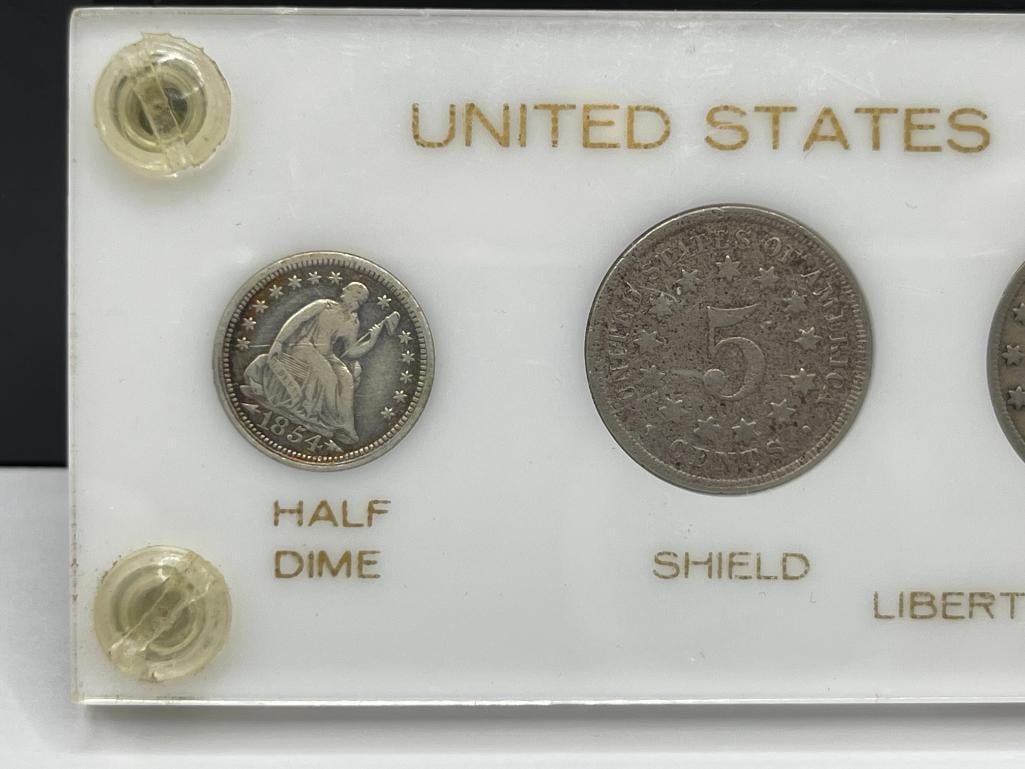 UNITED STATES
1854
UNITED STATES OF AMERICA
5
CENTS
HALF
DIME
SHIELD
LIBERT